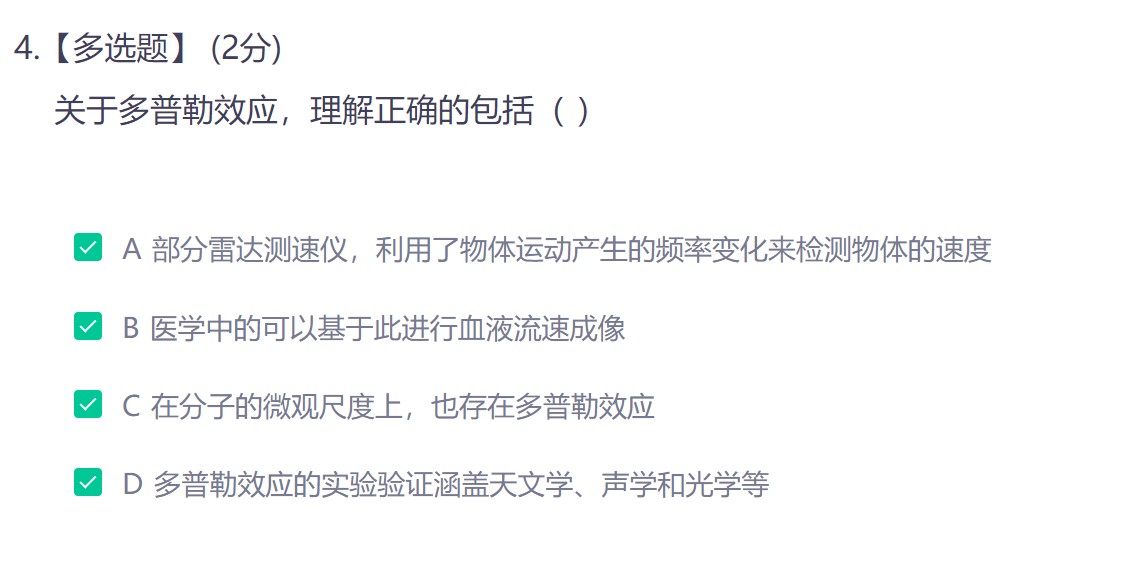 4.【多选题】 (2分)
关于多普勒效应，理解正确的包括（ ）
A 部分雷达测速仪，利用了物体运动产生的频率变化来检测物体的速度
B 医学中的可以基于此进行血液流速成像
C 在分子的微观尺度上，也存在多普勒效应
D 多普勒效应的实验验证涵盖天文学、声学和光学等